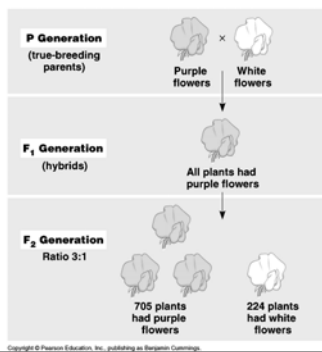 P Generation
(true-breeding
parents)
×
Purple
flowers
White
flowers
F₁ Generation
(hybrids)
All plants had
purple flowers
F₂ Generation
Ratio 3:1
705 plants
had purple
flowers
224 plants
had white
flowers
Copyright © Pearson Education, Inc., publishing as Benjamin Cummings.